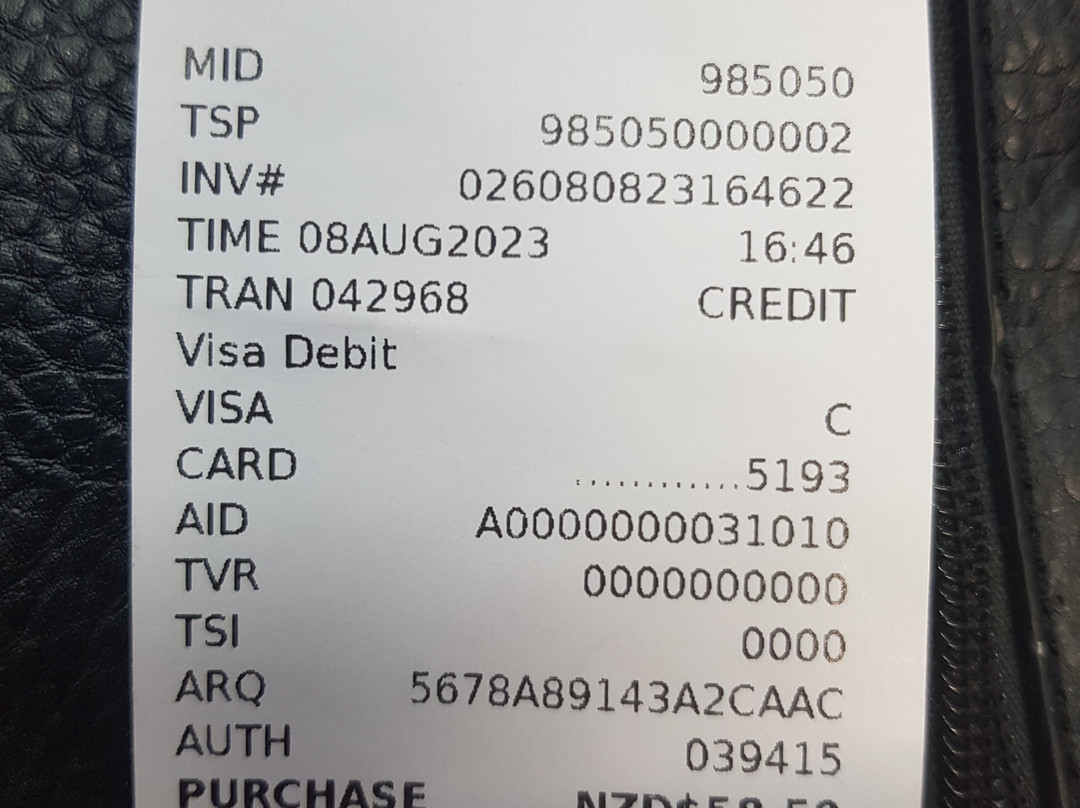 MID 985050
TSP 985050000002
INV# 026080823164622
TIME 08AUG2023 16:46
TRAN 042968 CREDIT
Visa Debit
VISA C
CARD ............5193
AID A0000000031010
TVR 0000000000
TSI 0000
ARQ 5678A89143A2CAAC
AUTH 039415
PURCHASE